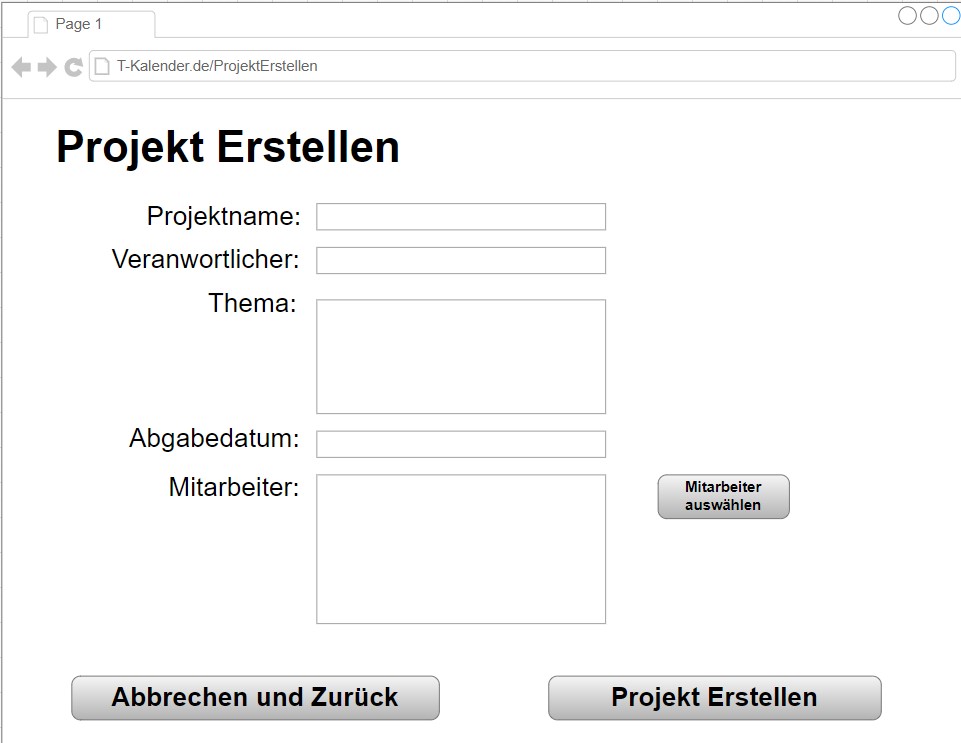 Page 1
T-Kalender.de/ProjektErstellen
Projekt Erstellen
Projektname:
Veranwortlicher:
Thema:
Abgabedatum:
Mitarbeiter:
Mitarbeiter
auswählen
Abbrechen und Zurück
Projekt Erstellen